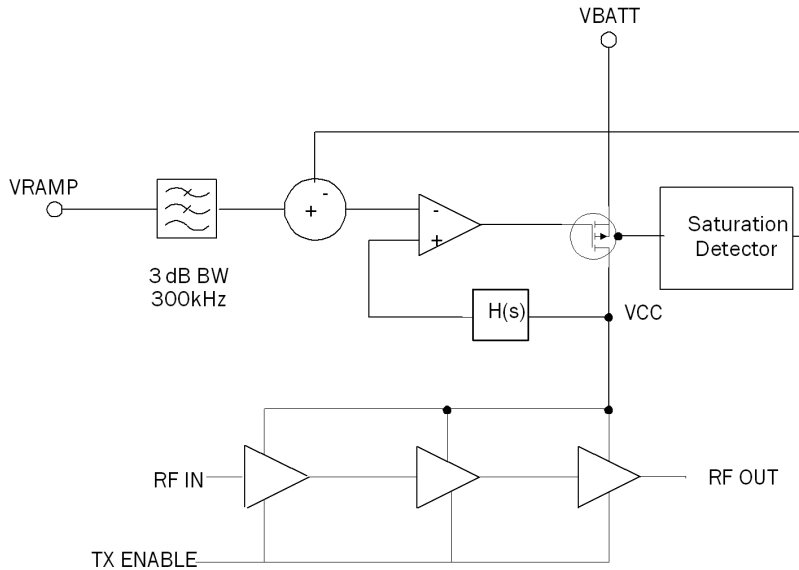 VBATT
VRAMP
-
+
-
+
Saturation
Detector
3 dB BW
300kHz
H(s)
VCC
RF IN
RF OUT
TX ENABLE